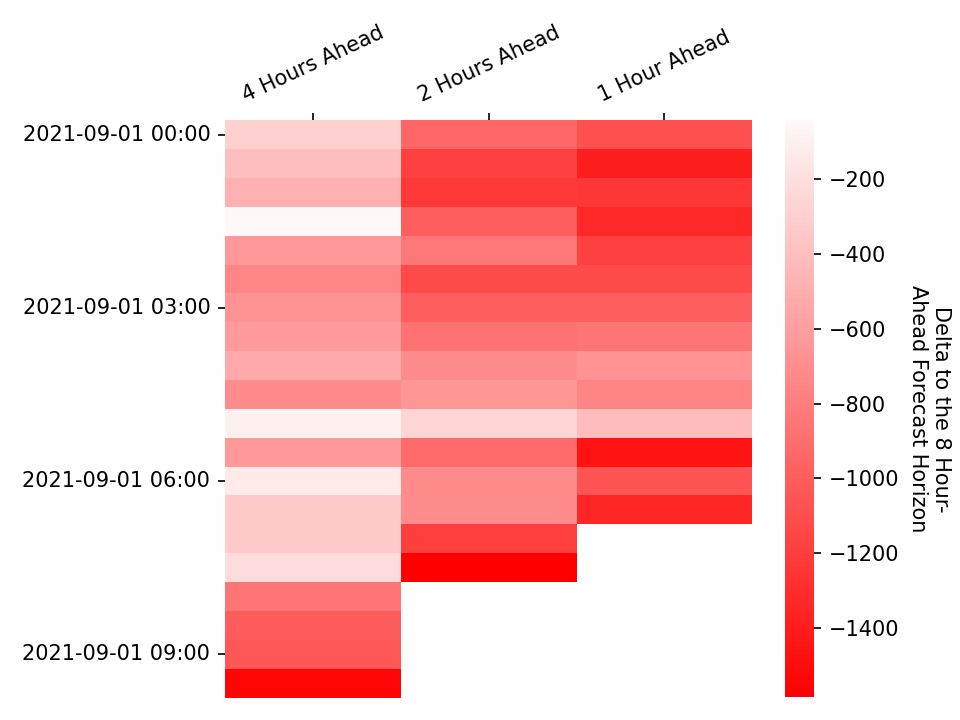 4 Hours Ahead
2 Hours Ahead
1 Hour Ahead
2021-09-01 00:00
2021-09-01 03:00
2021-09-01 06:00
2021-09-01 09:00
−200
−400
−600
−800
−1000
−1200
−1400
Delta to the 8 Hour-
Ahead Forecast Horizon